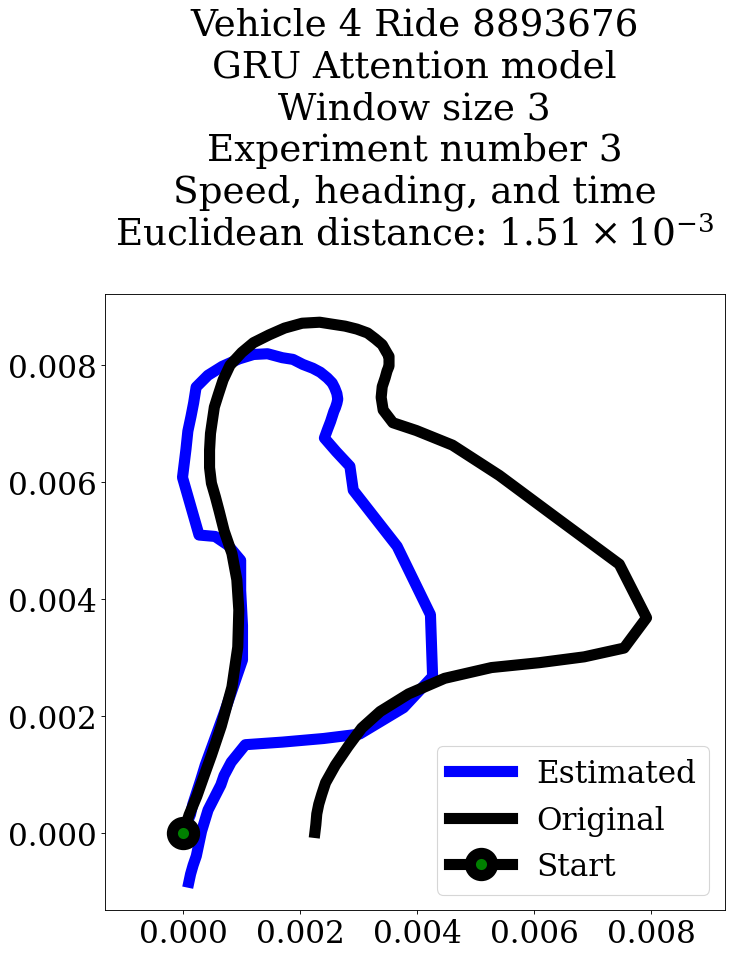 Vehicle 4 Ride 8893676
GRU Attention model
Window size 3
Experiment number 3
Speed, heading, and time
Euclidean distance: 1.51 × 10⁻³
0.008
0.006
0.004
0.002
0.000
Estimated
Original
Start
0.000 0.002 0.004 0.006 0.008